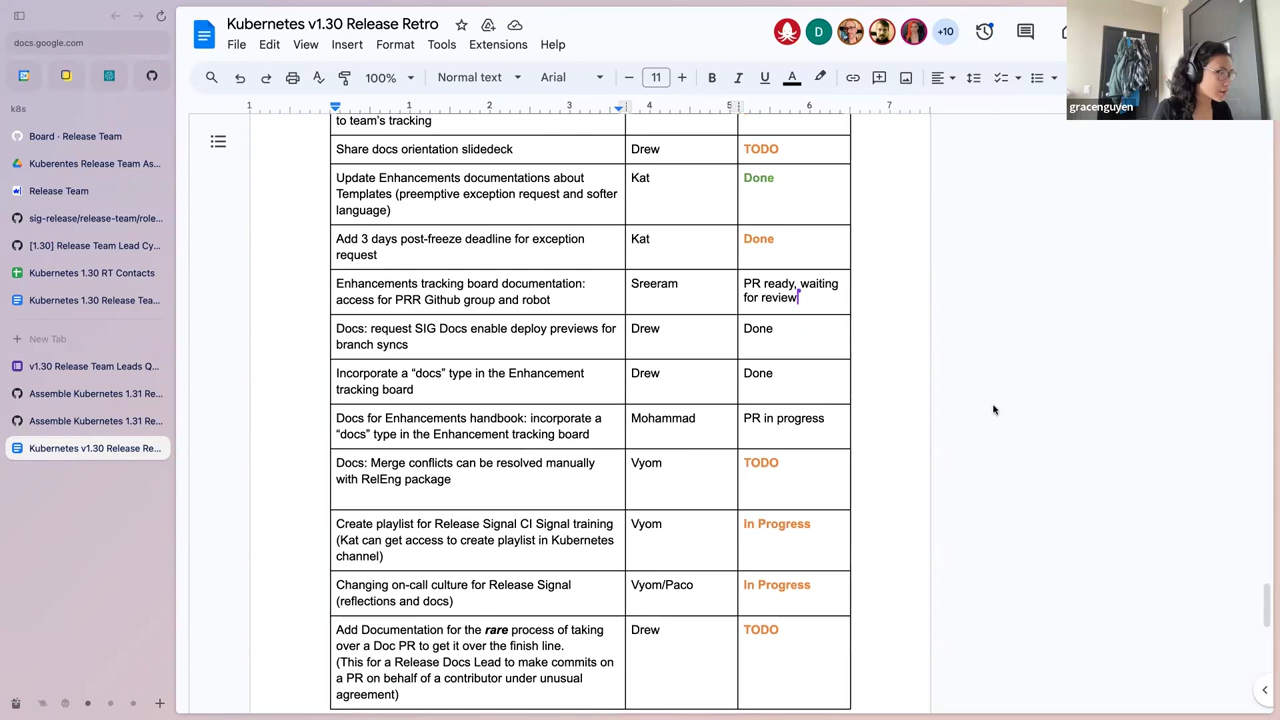 docs.google.com
k8s
Board · Release Team
Kuberentes Release Team As...
Release Team
sig-release/release-team/role...
[1.30] Release Team Lead Cy...
Kubernetes 1.30 RT Contacts
Kubernetes 1.30 Release Tea...
New Tab
v1.30 Release Team Leads Q...
Assemble Kubernetes 1.31 Re...
Assemble Kubernetes 1.31 Re...
Kubernetes v1.30 Release Re...
Kubernetes v1.30 Release Retro
File Edit View Insert Format Tools Extensions Help
D
+10
100% Normal text Arial 11 B I U A
1 1 2 3 4 5 6 7
gracenguyen
to team's tracking
Share docs orientation slidedeck Drew TODO
Update Enhancements documentations about Kat Done
Templates (preemptive exception request and softer
language)
Add 3 days post-freeze deadline for exception Kat Done
request
Enhancements tracking board documentation: Sreeram PR ready, waiting
access for PRR Github group and robot for review
Docs: request SIG Docs enable deploy previews for Drew Done
branch syncs
Incorporate a “docs” type in the Enhancement Drew Done
tracking board
Docs for Enhancements handbook: incorporate a Mohammad PR in progress
“docs” type in the Enhancement tracking board
Docs: Merge conflicts can be resolved manually Vyom TODO
with RelEng package
Create playlist for Release Signal CI Signal training Vyom In Progress
(Kat can get access to create playlist in Kubernetes
channel)
Changing on-call culture for Release Signal Vyom/Paco In Progress
(reflections and docs)
Add Documentation for the rare process of taking Drew TODO
over a Doc PR to get it over the finish line.
(This for a Release Docs Lead to make commits on
a PR on behalf of a contributor under unusual
agreement)